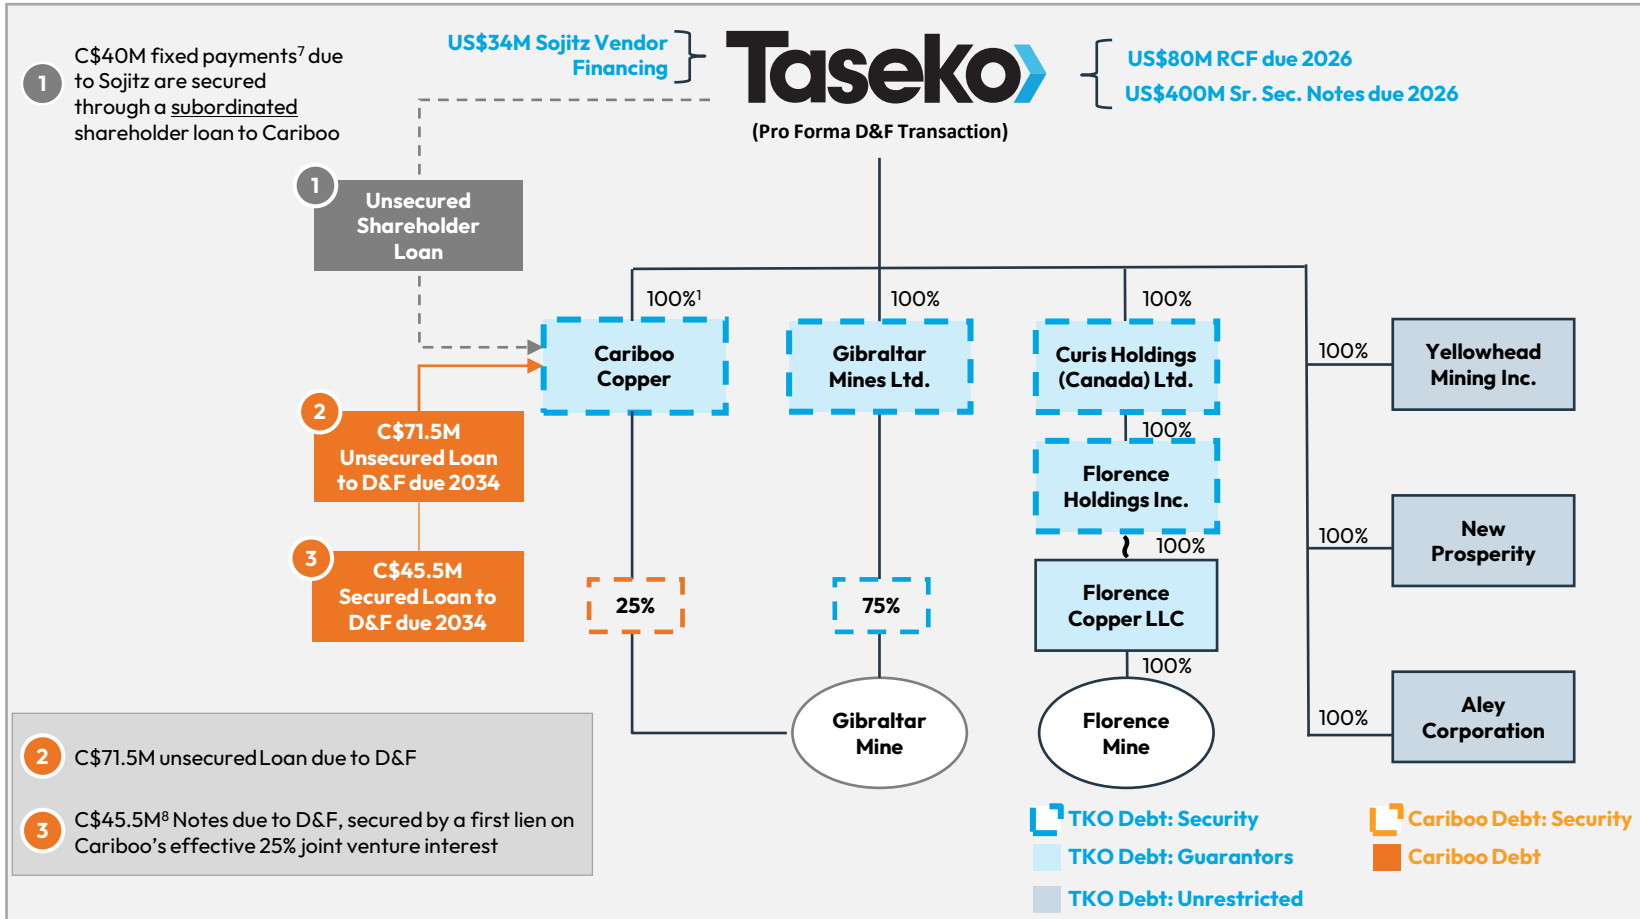 1
C$40M fixed payments⁷ due
to Sojitz are secured
through a subordinated
shareholder loan to Cariboo
US$34M Sojitz Vendor
Financing
Taseko
(Pro Forma D&F Transaction)
US$80M RCF due 2026
US$400M Sr. Sec. Notes due 2026
1
Unsecured
Shareholder
Loan
100%¹
100%
100%
Cariboo
Copper
Gibraltar
Mines Ltd.
Curis Holdings
(Canada) Ltd.
100%
Yellowhead
Mining Inc.
2
C$71.5M
Unsecured Loan
to D&F due 2034
100%
Florence
Holdings Inc.
100%
New
Prosperity
3
C$45.5M
Secured Loan to
D&F due 2034
25%
75%
100%
Florence
Copper LLC
100%
Gibraltar
Mine
Florence
Mine
100%
Aley
Corporation
2
C$71.5M unsecured Loan due to D&F
3
C$45.5M⁸ Notes due to D&F, secured by a first lien on
Cariboo's effective 25% joint venture interest
TKO Debt: Security
Cariboo Debt: Security
TKO Debt: Guarantors
Cariboo Debt
TKO Debt: Unrestricted